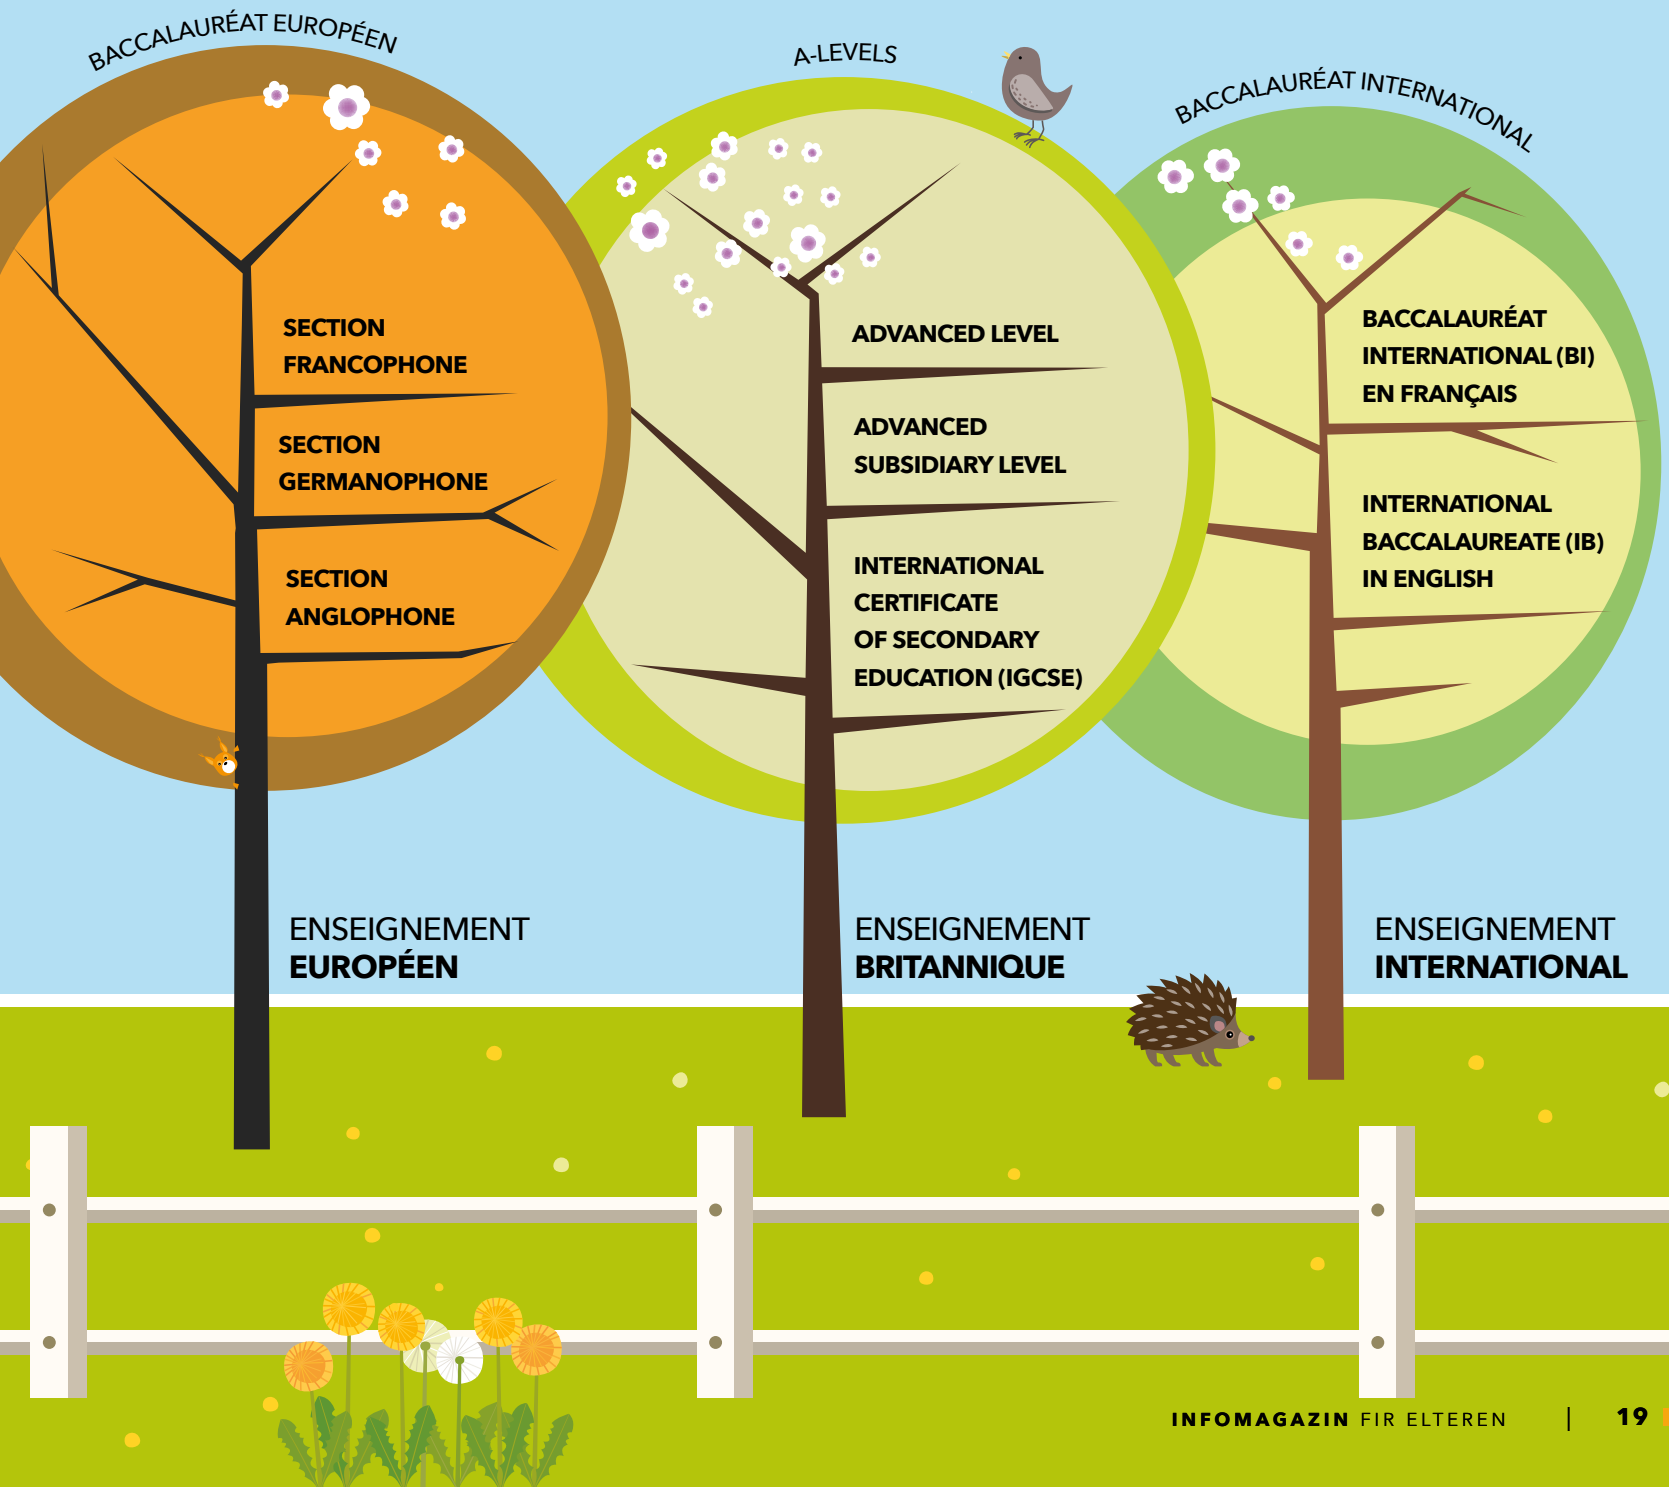 BACCALAURÉAT EUROPÉEN
SECTION
FRANCOPHONE
SECTION
GERMANOPHONE
SECTION
ANGLOPHONE
ENSEIGNEMENT
EUROPÉEN
A-LEVELS
ADVANCED LEVEL
ADVANCED
SUBSIDIARY LEVEL
INTERNATIONAL
CERTIFICATE
OF SECONDARY
EDUCATION (IGCSE)
ENSEIGNEMENT
BRITANNIQUE
BACCALAURÉAT INTERNATIONAL
BACCALAURÉAT
INTERNATIONAL (BI)
EN FRANÇAIS
INTERNATIONAL
BACCALAUREATE (IB)
IN ENGLISH
ENSEIGNEMENT
INTERNATIONAL
INFOMAGAZIN FIR ELTEREN | 19